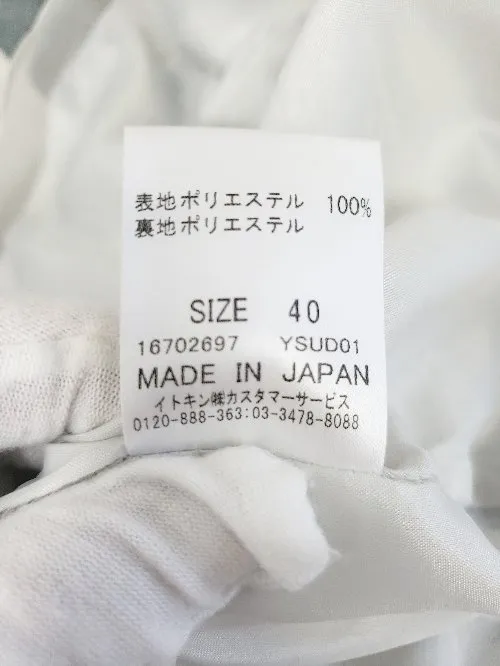 表地ポリエステル 100%
裏地ポリエステル
SIZE 40
16702697 YSUD01
MADE IN JAPAN
イトキン㈱カスタマーサービス
0120-888-363:03-3478-8088